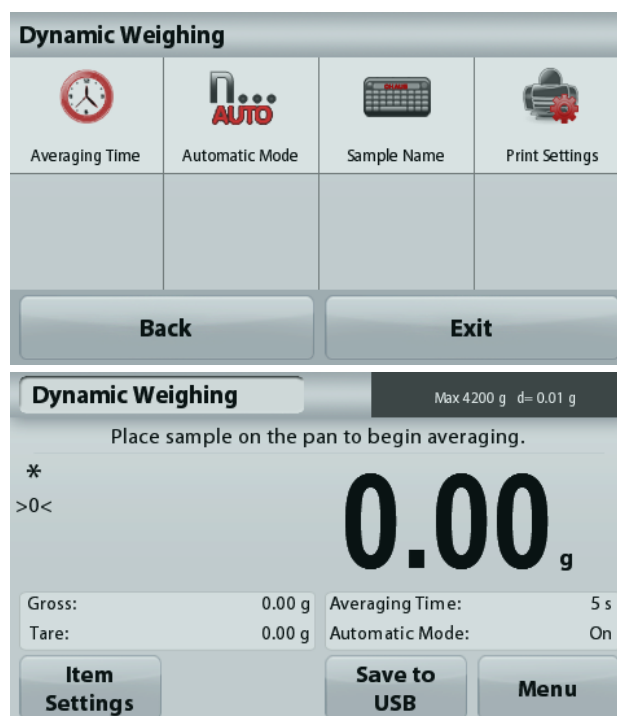 Dynamic Weighing
AUTO
Averaging Time
Automatic Mode
Sample Name
Print Settings
Back
Exit
Dynamic Weighing
Max 4200 g d= 0.01 g
Place sample on the pan to begin averaging.
*
>0<
0.00 g
Gross: 0.00 g
Tare: 0.00 g
Averaging Time: 5 s
Automatic Mode: On
Item
Settings
Save to
USB
Menu